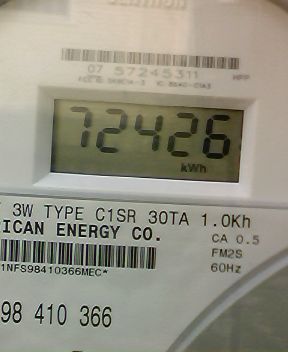 07 57245311 MPP
72426
kWh
3W TYPE C1SR 30TA 1.0Kh
ICAN ENERGY CO.
CA 0.5
FM2S
60Hz
1NFS98410366MEC*
98 410 366